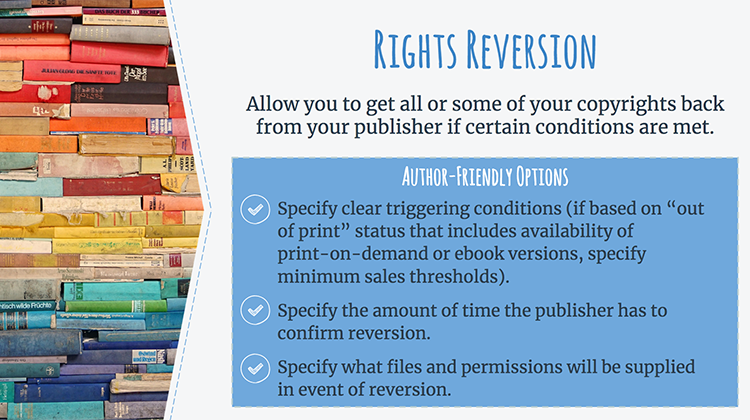 RIGHTS REVERSION
Allow you to get all or some of your copyrights back
from your publisher if certain conditions are met.
AUTHOR-FRIENDLY OPTIONS
Specify clear triggering conditions (if based on “out
of print” status that includes availability of
print-on-demand or ebook versions, specify
minimum sales thresholds).
Specify the amount of time the publisher has to
confirm reversion.
Specify what files and permissions will be supplied
in event of reversion.